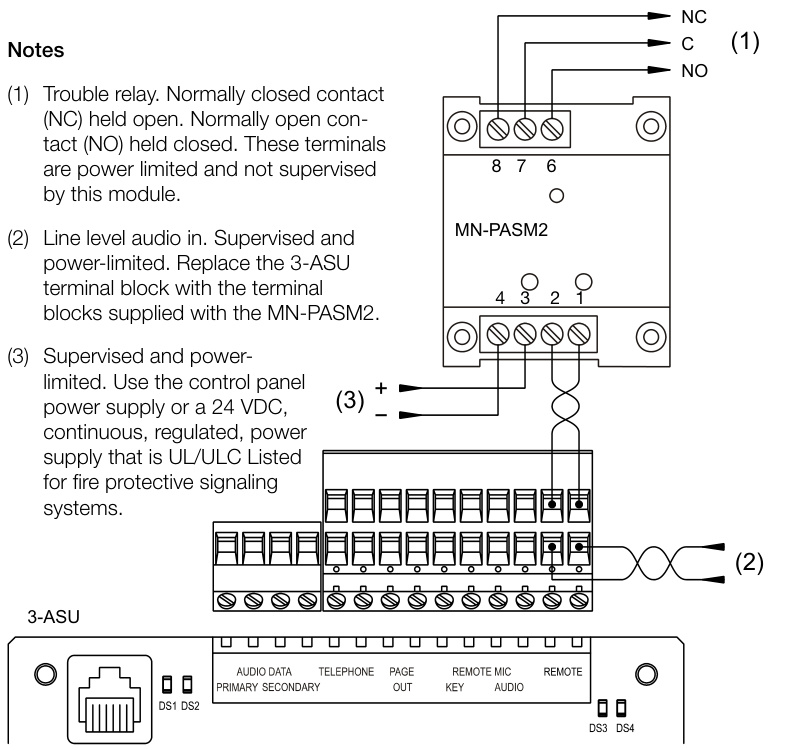 Notes
(1) Trouble relay. Normally closed contact
(NC) held open. Normally open con-
tact (NO) held closed. These terminals
are power limited and not supervised
by this module.
(2) Line level audio in. Supervised and
power-limited. Replace the 3-ASU
terminal block with the terminal
blocks supplied with the MN-PASM2.
(3) Supervised and power-
limited. Use the control panel
power supply or a 24 VDC,
continuous, regulated, power
supply that is UL/ULC Listed
for fire protective signaling
systems.
NC
C
NO
(1)
8 7 6
MN-PASM2
4 3 2 1
(3) +
–
(2)
3-ASU
AUDIO DATA TELEPHONE PAGE REMOTE MIC REMOTE
PRIMARY SECONDARY OUT KEY AUDIO
DS1 DS2
DS3 DS4